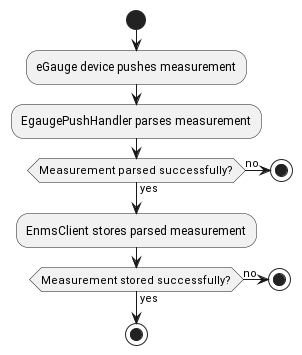 eGauge device pushes measurement
EgaugePushHandler parses measurement
Measurement parsed successfully?
no
yes
EnmsClient stores parsed measurement
Measurement stored successfully?
no
yes